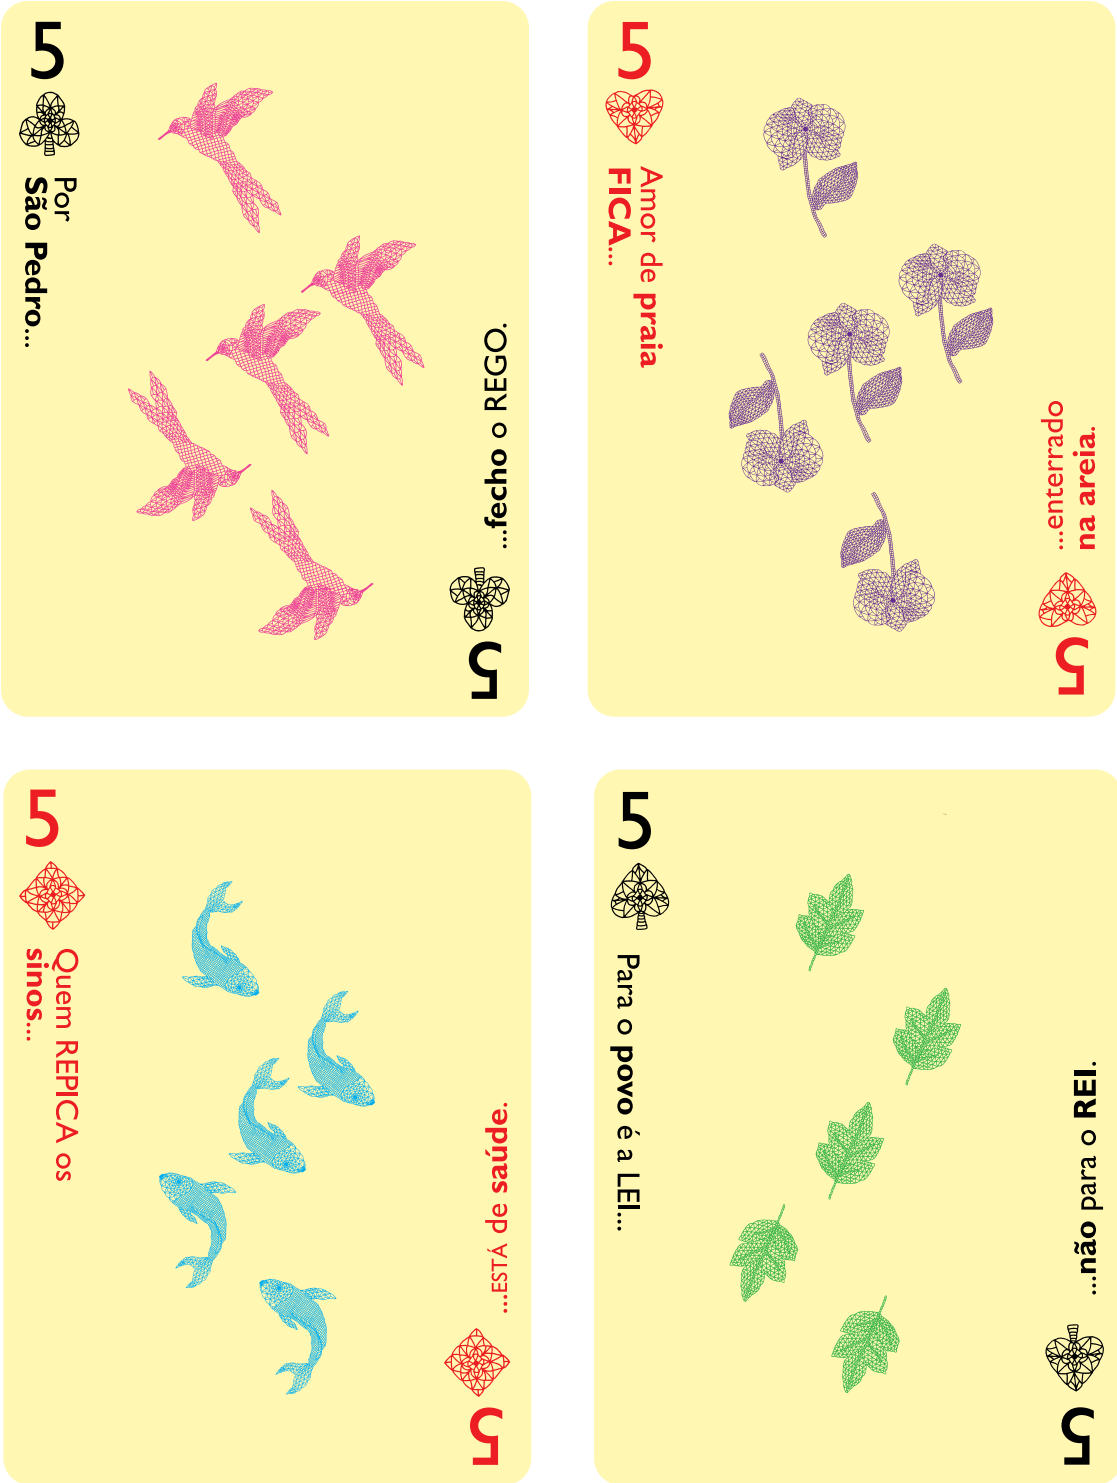 5
Por
São Pedro...
...fecho o REGO.
5
5
Amor de praia
FICA...
...enterrado
na areia.
5
5
Quem REPICA os
sinos...
...ESTÁ de saúde.
5
5
Para o povo é a LEI...
...não para o REI.
5